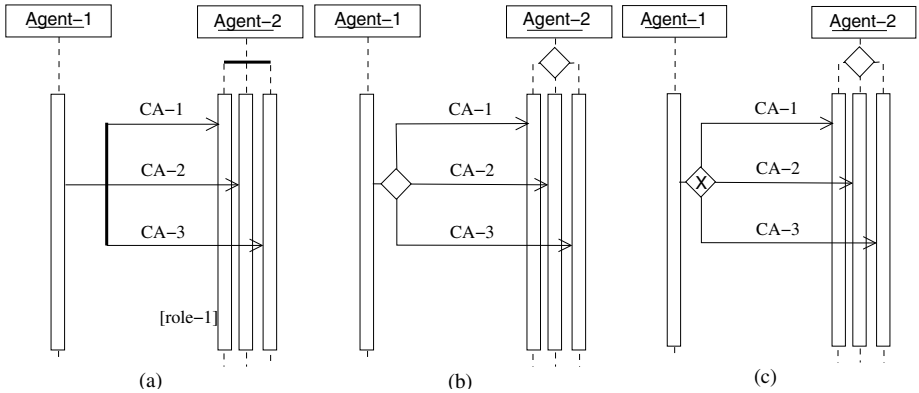 Agent−1
Agent−2
CA−1
CA−2
CA−3
[role−1]
(a)
Agent−1
Agent−2
CA−1
CA−2
CA−3
(b)
Agent−1
Agent−2
X
CA−1
CA−2
CA−3
(c)